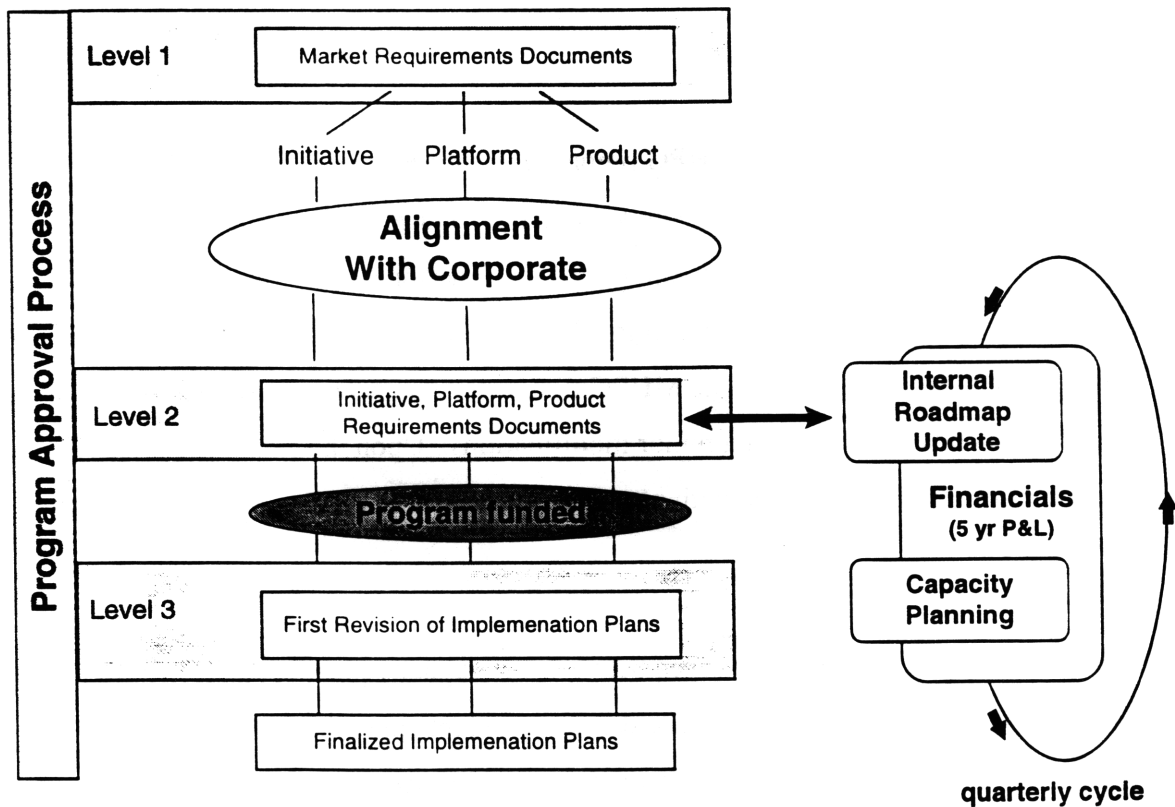 Program Approval Process
Level 1
Market Requirements Documents
Initiative Platform Product
Alignment
With Corporate
Level 2
Initiative, Platform, Product
Requirements Documents
Program funded
Level 3
First Revision of Implemenation Plans
Finalized Implemenation Plans
Internal
Roadmap
Update
Financials
(5 yr P&L)
Capacity
Planning
quarterly cycle